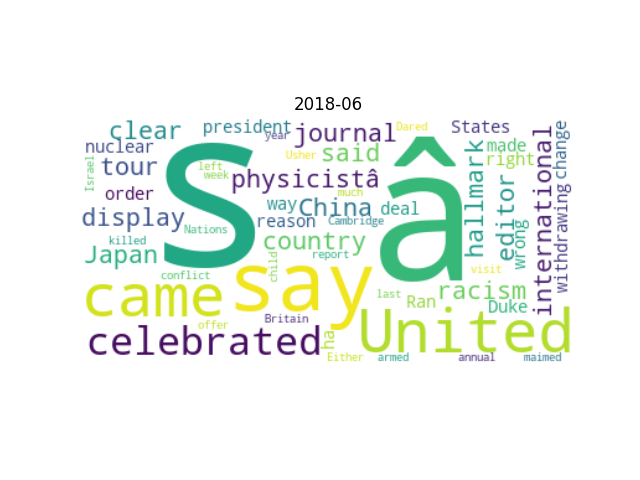 2018-06
clear
president
year
journal
Dared
States
nuclear
Israel
tour
left
week
Usher
said
made
right
change
physicistâ
much
S
â
hallmark
editor
wrong
international
withdrawing
order
way
China
deal
display
Nations
reason
Cambridge
killed
country
Japan
child
report
visit
conflict
say
last
Ran
racism
Duke
came
offer
Britain
United
celebrated
ha
Either
armed
annual
maimed